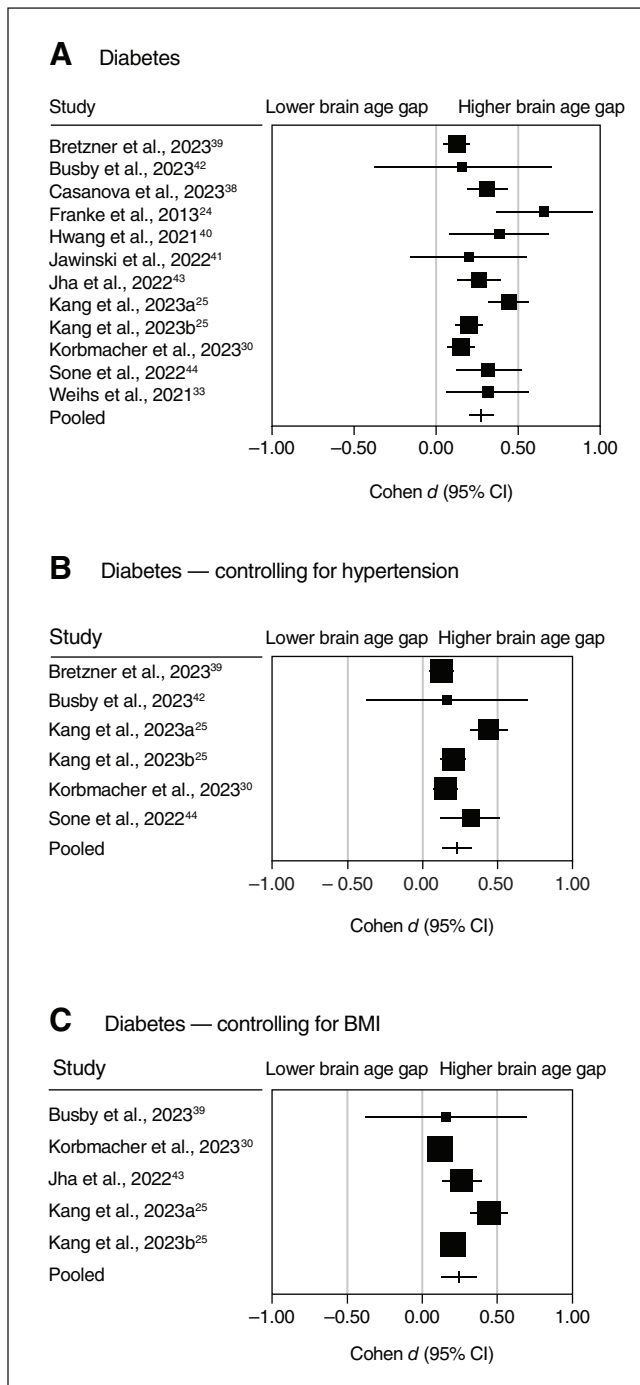 A Diabetes
Study Lower brain age gap Higher brain age gap
Bretzner et al., 2023³⁹
Busby et al., 2023⁴²
Casanova et al., 2023³⁸
Franke et al., 2013²⁴
Hwang et al., 2021⁴⁰
Jawinski et al., 2022⁴¹
Jha et al., 2022⁴³
Kang et al., 2023a²⁵
Kang et al., 2023b²⁵
Korbmacher et al., 2023³⁰
Sone et al., 2022⁴⁴
Weihs et al., 2021³³
Pooled
−1.00 −0.50 0.00 0.50 1.00
Cohen d (95% CI)
B Diabetes — controlling for hypertension
Study Lower brain age gap Higher brain age gap
Bretzner et al., 2023³⁹
Busby et al., 2023⁴²
Kang et al., 2023a²⁵
Kang et al., 2023b²⁵
Korbmacher et al., 2023³⁰
Sone et al., 2022⁴⁴
Pooled
−1.00 − 0.50 0.00 0.50 1.00
Cohen d (95% CI)
C Diabetes — controlling for BMI
Study Lower brain age gap Higher brain age gap
Busby et al., 2023³⁹
Korbmacher et al., 2023³⁰
Jha et al., 2022⁴³
Kang et al., 2023a²⁵
Kang et al., 2023b²⁵
Pooled
−1.00 −0.50 0.00 0.50 1.00
Cohen d (95% CI)